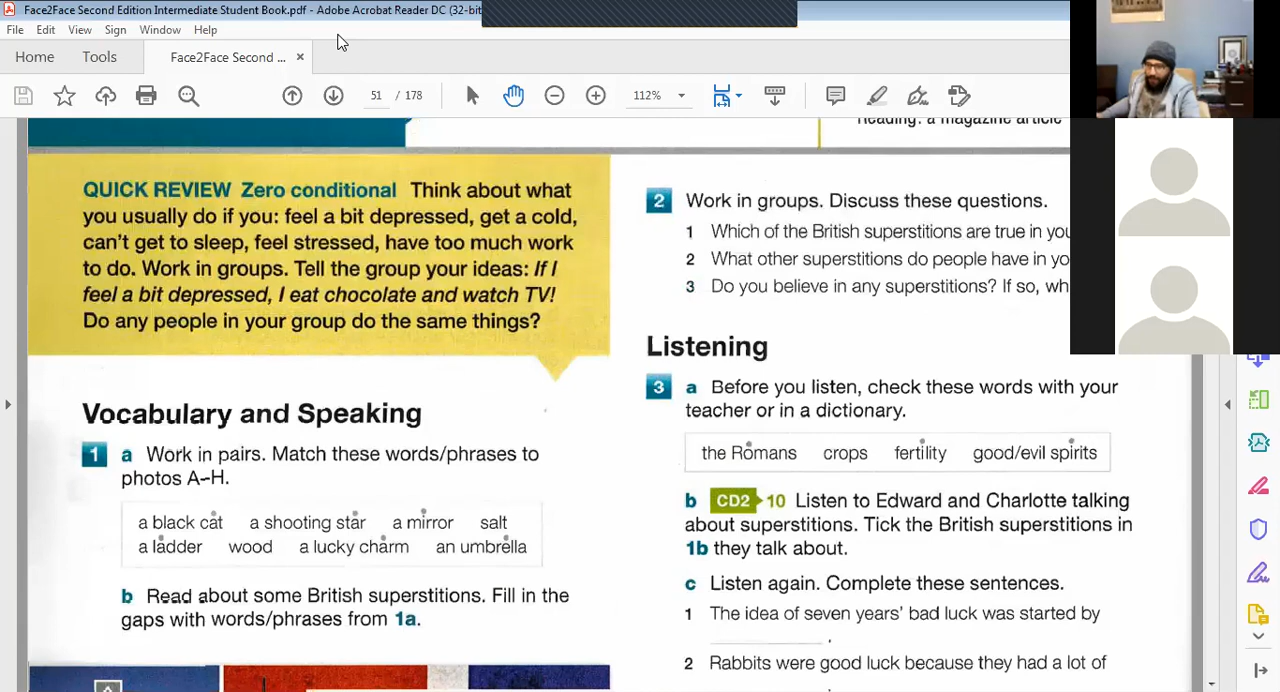 Face2Face Second Edition Intermediate Student Book.pdf - Adobe Acrobat Reader DC (32-bit
File Edit View Sign Window Help
Home Tools Face2Face Second ... ×
51 / 178 112%
Reading: a magazine article
QUICK REVIEW Zero conditional Think about what
you usually do if you: feel a bit depressed, get a cold,
can't get to sleep, feel stressed, have too much work
to do. Work in groups. Tell the group your ideas: If I
feel a bit depressed, I eat chocolate and watch TV!
Do any people in your group do the same things?
Vocabulary and Speaking
1 a Work in pairs. Match these words/phrases to
photos A–H.
a black cat a shooting star a mirror salt
a ladder wood a lucky charm an umbrella
b Read about some British superstitions. Fill in the
gaps with words/phrases from 1a.
A
2 Work in groups. Discuss these questions.
1 Which of the British superstitions are true in you
2 What other superstitions do people have in yo
3 Do you believe in any superstitions? If so, wh
Listening
3 a Before you listen, check these words with your
teacher or in a dictionary.
the Romans crops fertility good/evil spirits
b CD2 10 Listen to Edward and Charlotte talking
about superstitions. Tick the British superstitions in
1b they talk about.
c Listen again. Complete these sentences.
1 The idea of seven years' bad luck was started by
__________ .
2 Rabbits were good luck because they had a lot of